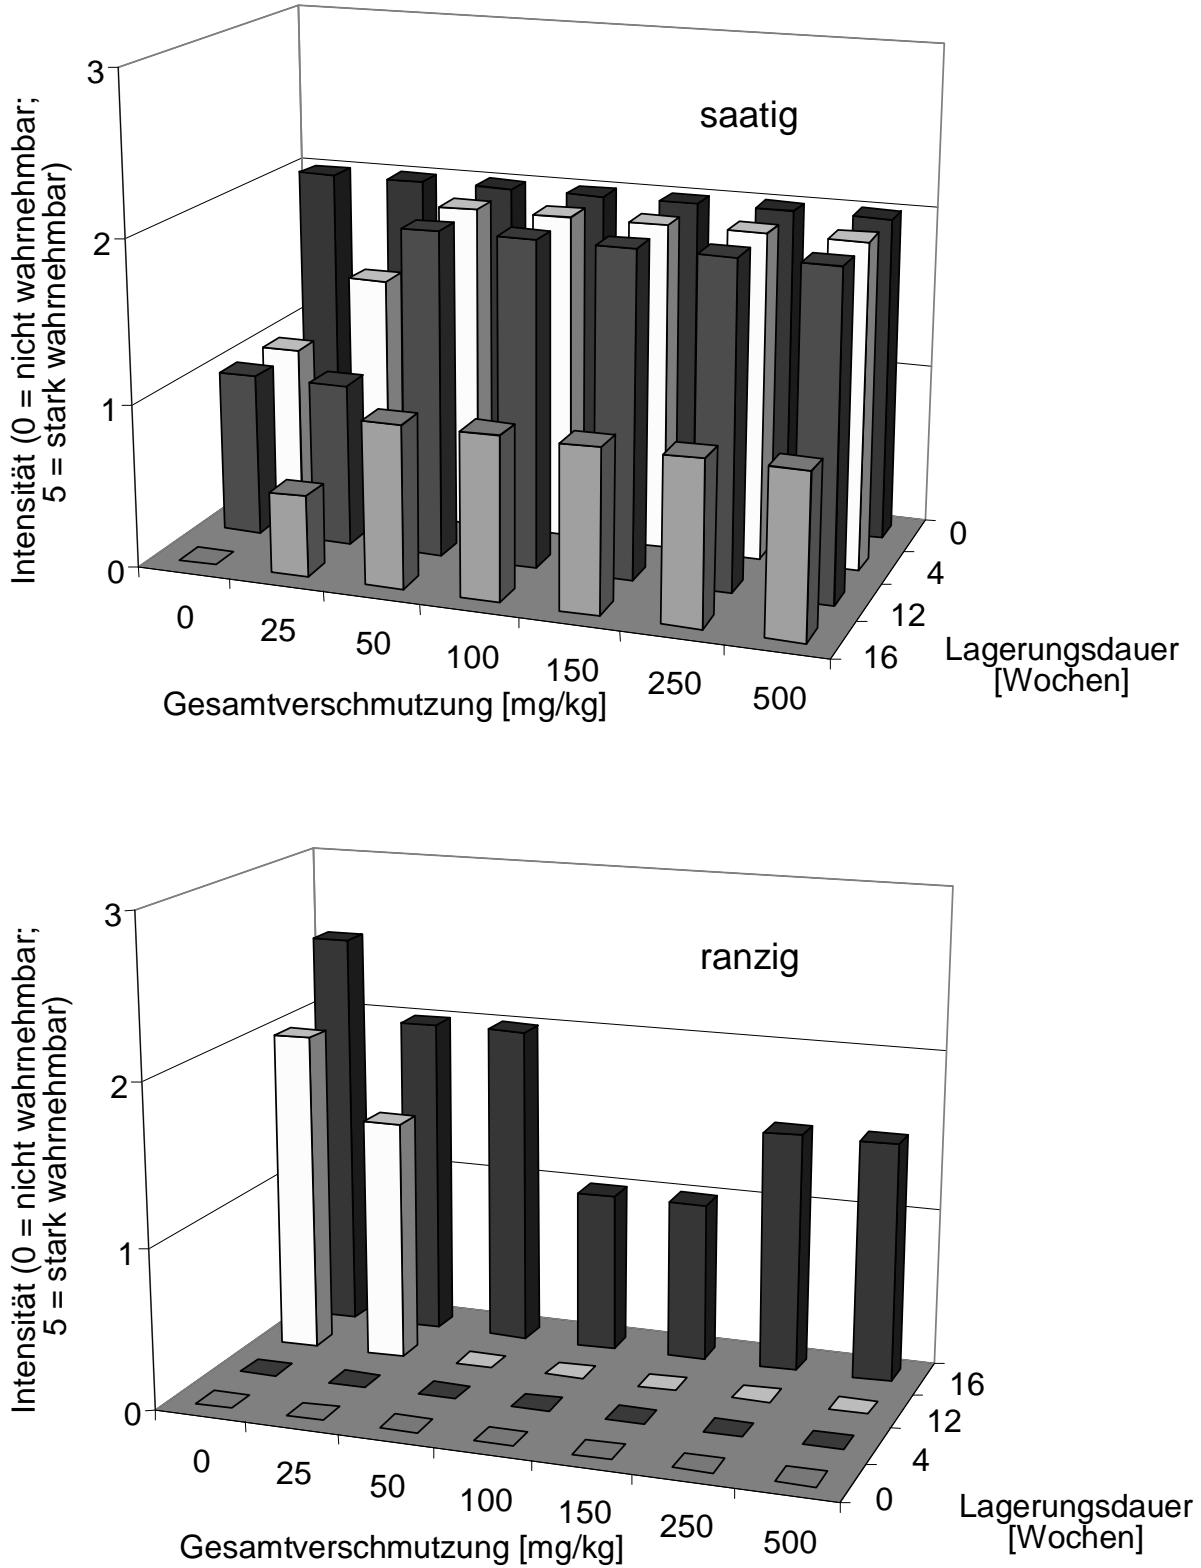 Intensität (0 = nicht wahrnehmbar;
5 = stark wahrnehmbar)
3
2
1
0
saatig
0
25
50
100
150
250
500
Gesamtverschmutzung [mg/kg]
0
4
12
16
Lagerungsdauer
[Wochen]
Intensität (0 = nicht wahrnehmbar;
5 = stark wahrnehmbar)
3
2
1
0
ranzig
0
25
50
100
150
250
500
Gesamtverschmutzung [mg/kg]
16
12
4
0
Lagerungsdauer
[Wochen]